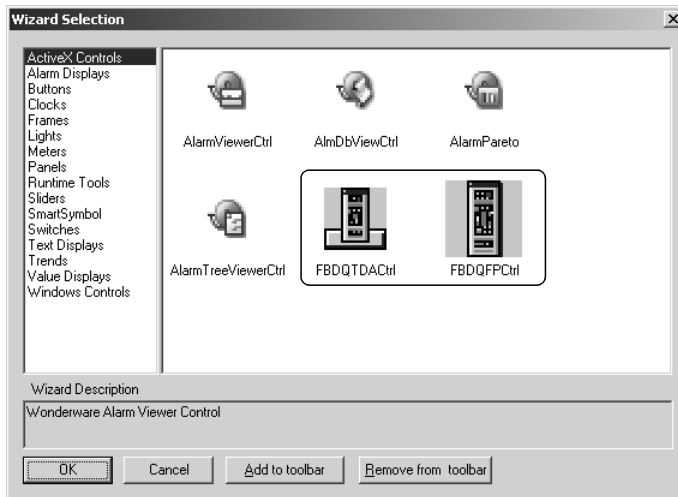 Wizard Selection
ActiveX Controls
Alarm Displays
Buttons
Clocks
Frames
Lights
Meters
Panels
Runtime Tools
Sliders
SmartSymbol
Switches
Text Displays
Trends
Value Displays
Windows Controls
AlarmViewerCtrl
AlmDbViewCtrl
AlarmPareto
AlarmTreeViewerCtrl
FBDQTDACtrl
FBDQFPCtrl
Wizard Description
Wonderware Alarm Viewer Control
OK
Cancel
Add to toolbar
Remove from toolbar